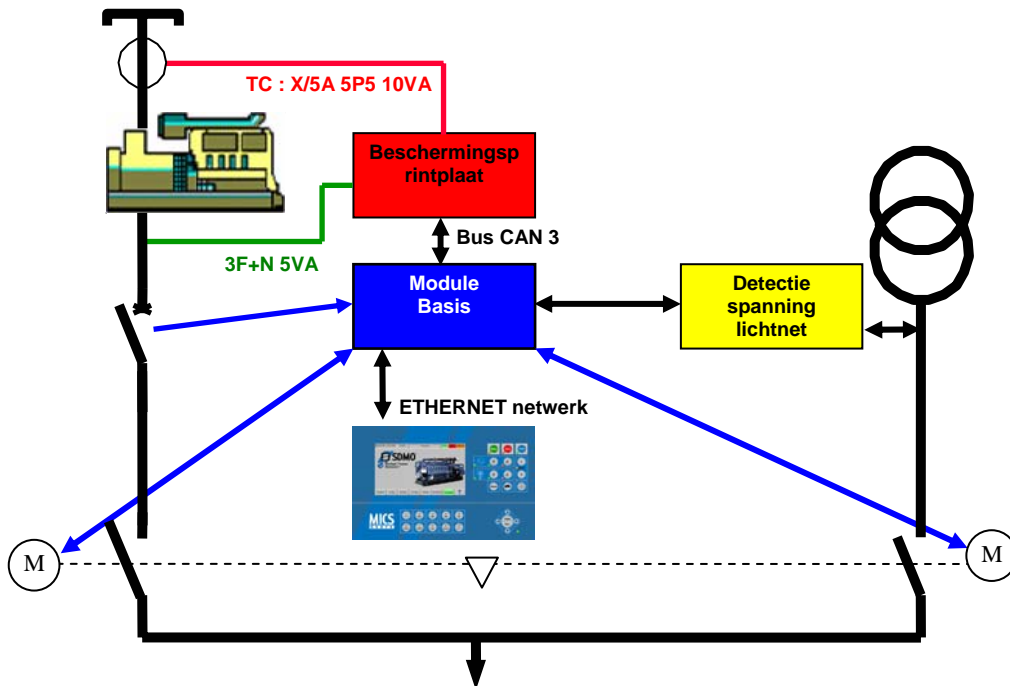 TC : X/5A 5P5 10VA
Beschermingsp
rintplaat
Bus CAN 3
3F+N 5VA
Module
Basis
Detectie
spanning
lichtnet
ETHERNET netwerk
SDMO
MICS
M
M